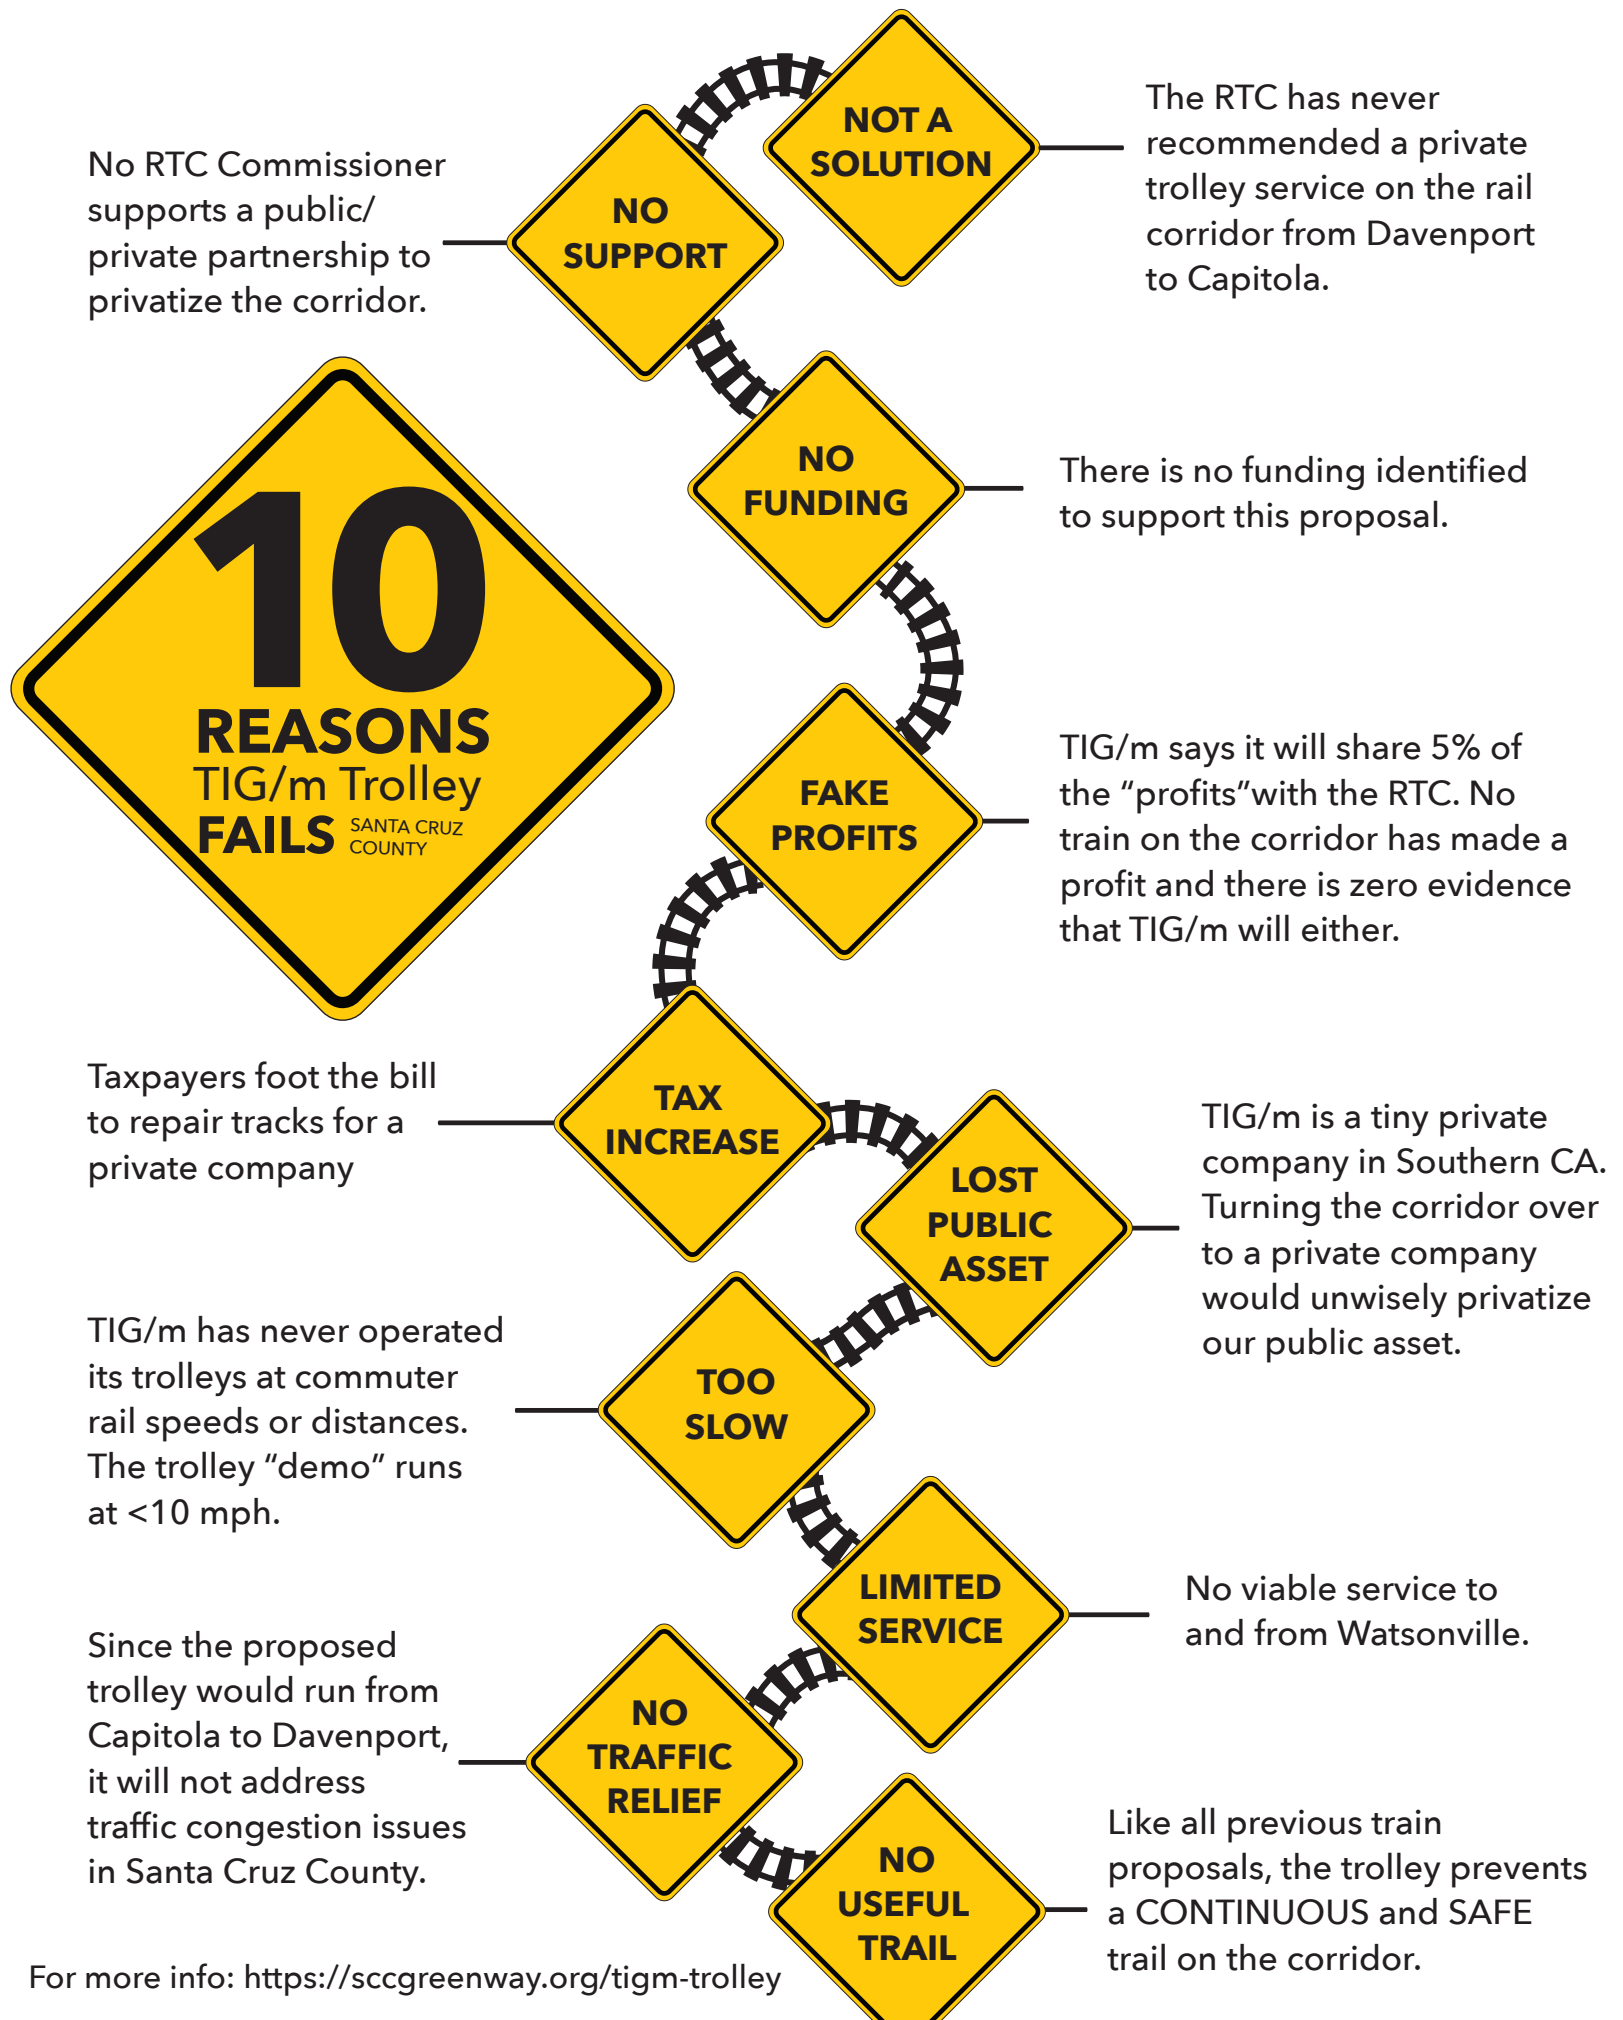 NOT A
SOLUTION
The RTC has never
recommended a private
trolley service on the rail
corridor from Davenport
to Capitola.
No RTC Commissioner
supports a public/
private partnership to
privatize the corridor.
NO
SUPPORT
10
REASONS
TIG/m Trolley
FAILS
SANTA CRUZ
COUNTY
NO
FUNDING
There is no funding identified
to support this proposal.
FAKE
PROFITS
TIG/m says it will share 5% of
the “profits”with the RTC. No
train on the corridor has made a
profit and there is zero evidence
that TIG/m will either.
Taxpayers foot the bill
to repair tracks for a
private company
TAX
INCREASE
LOST
PUBLIC
ASSET
TIG/m is a tiny private
company in Southern CA.
Turning the corridor over
to a private company
would unwisely privatize
our public asset.
TIG/m has never operated
its trolleys at commuter
rail speeds or distances.
The trolley “demo” runs
at <10 mph.
TOO
SLOW
LIMITED
SERVICE
No viable service to
and from Watsonville.
Since the proposed
trolley would run from
Capitola to Davenport,
it will not address
traffic congestion issues
in Santa Cruz County.
NO
TRAFFIC
RELIEF
NO
USEFUL
TRAIL
Like all previous train
proposals, the trolley prevents
a CONTINUOUS and SAFE
trail on the corridor.
For more info: https://sccgreenway.org/tigm-trolley